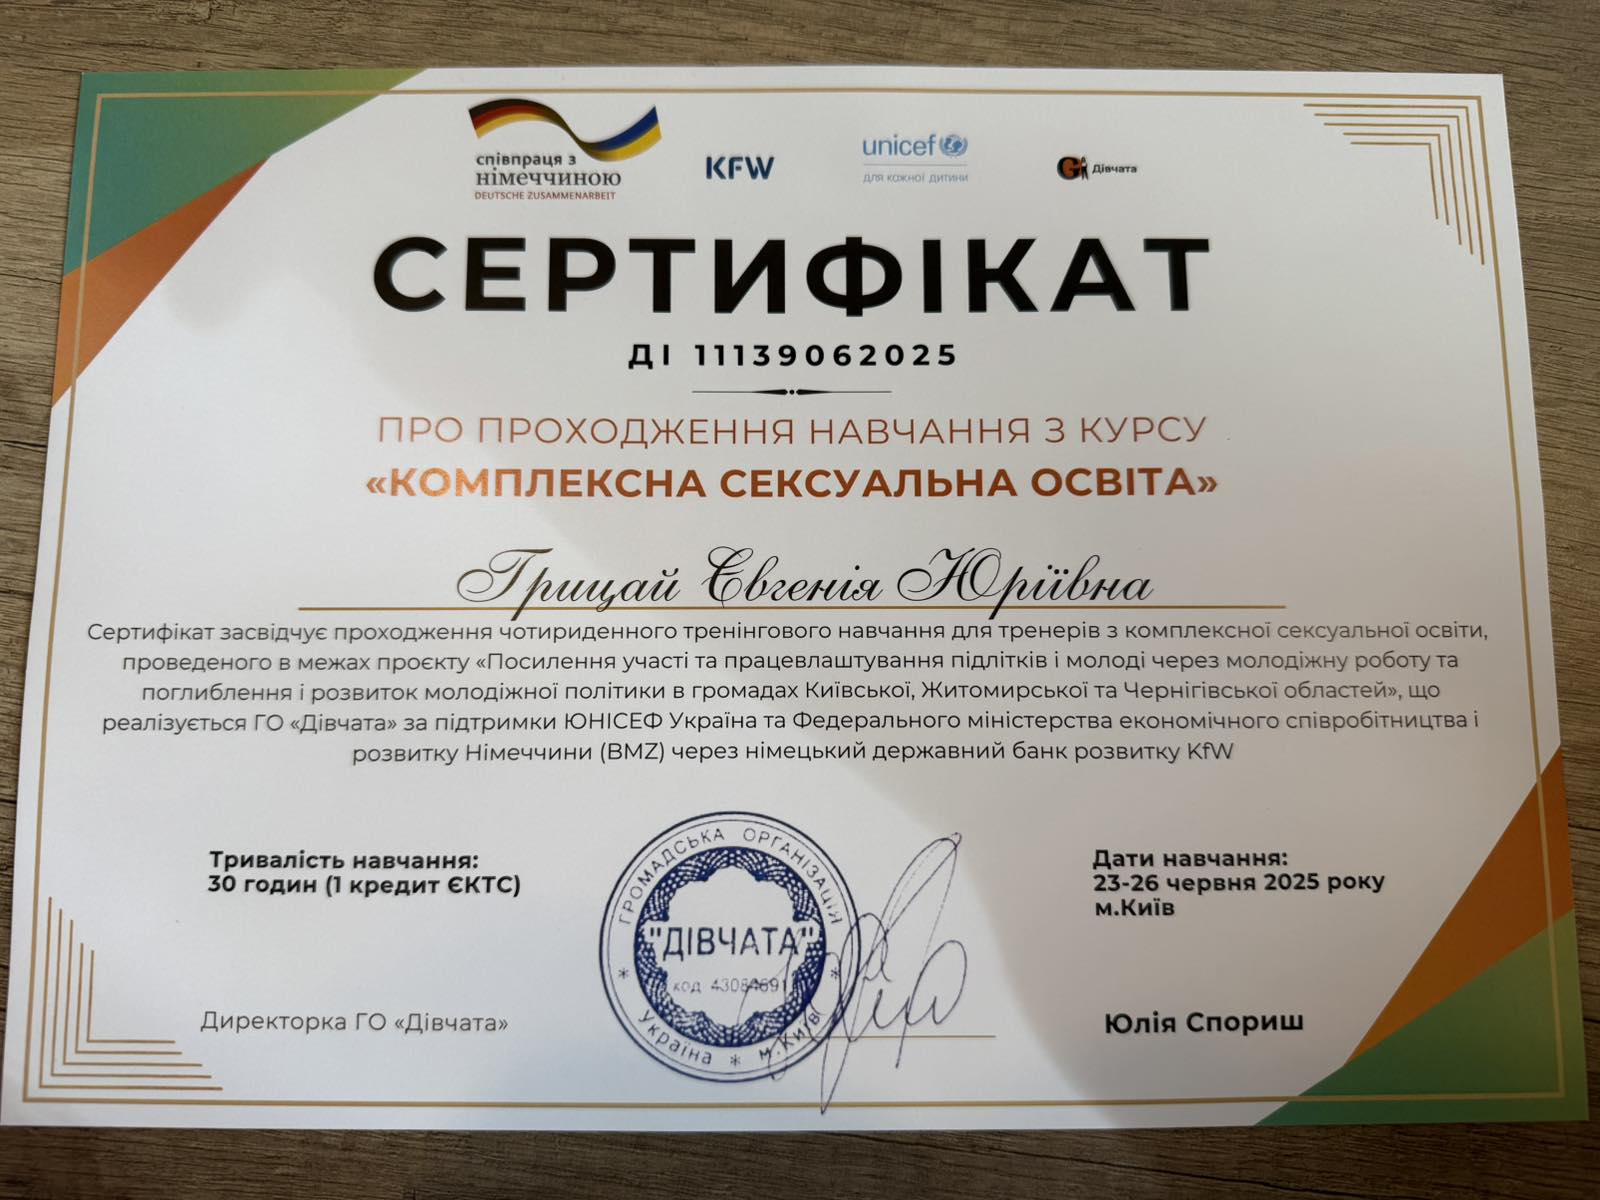 співпраця з
німеччиною
DEUTSCHE ZUSAMMENARBEIT
KFW
unicef
для кожної дитини
Дівчата
СЕРТИФІКАТ
ДІ 11139062025
ПРО ПРОХОДЖЕННЯ НАВЧАННЯ З КУРСУ
«КОМПЛЕКСНА СЕКСУАЛЬНА ОСВІТА»
Грицай Євгенія Юріївна
Сертифікат засвідчує проходження чотириденного тренінгового навчання для тренерів з комплексної сексуальної освіти,
проведеного в межах проєкту «Посилення участі та працевлаштування підлітків і молоді через молодіжну роботу та
поглиблення і розвиток молодіжної політики в громадах Київської, Житомирської та Чернігівської областей», що
реалізується ГО «Дівчата» за підтримки ЮНІСЕФ Україна та Федерального міністерства економічного співробітництва і
розвитку Німеччини (BMZ) через німецький державний банк розвитку KfW
Тривалість навчання:
30 годин (1 кредит ЄКТС)
Дати навчання:
23-26 червня 2025 року
м.Київ
ГРОМАДСЬКА ОРГАНІЗАЦІЯ
"ДІВЧАТА"
код
Україна * м.Київ
Директорка ГО «Дівчата»
Юлія Спориш